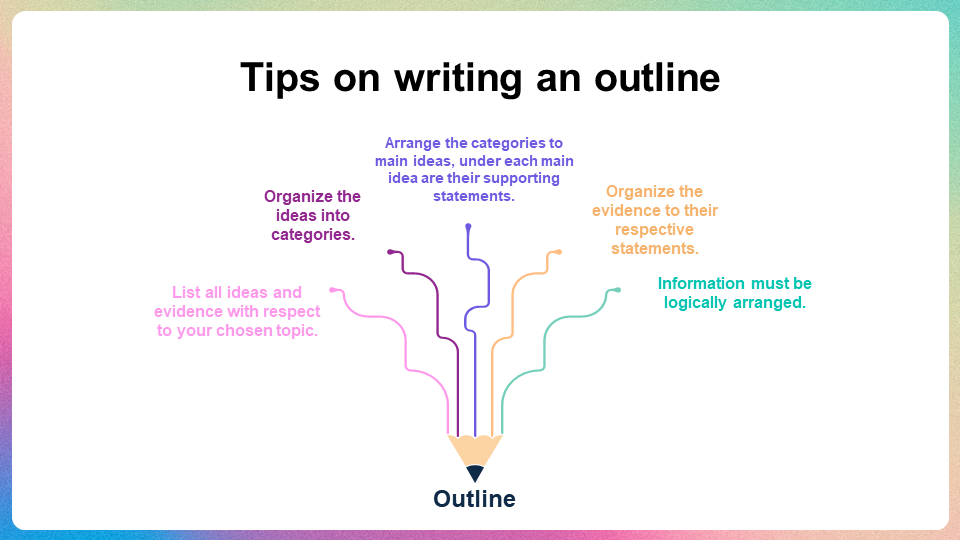 Tips on writing an outline
List all ideas and
evidence with respect
to your chosen topic.
Organize the
ideas into
categories.
Arrange the categories to
main ideas, under each main
idea are their supporting
statements.
Organize the
evidence to their
respective
statements.
Information must be
logically arranged.
Outline